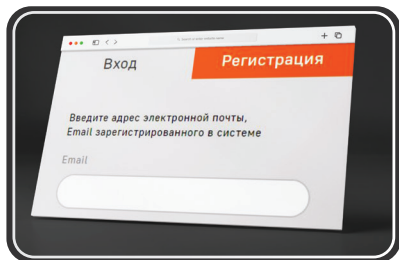 Вход
Регистрация
Введите адрес электронной почты,
Email зарегистрированного в системе
Email